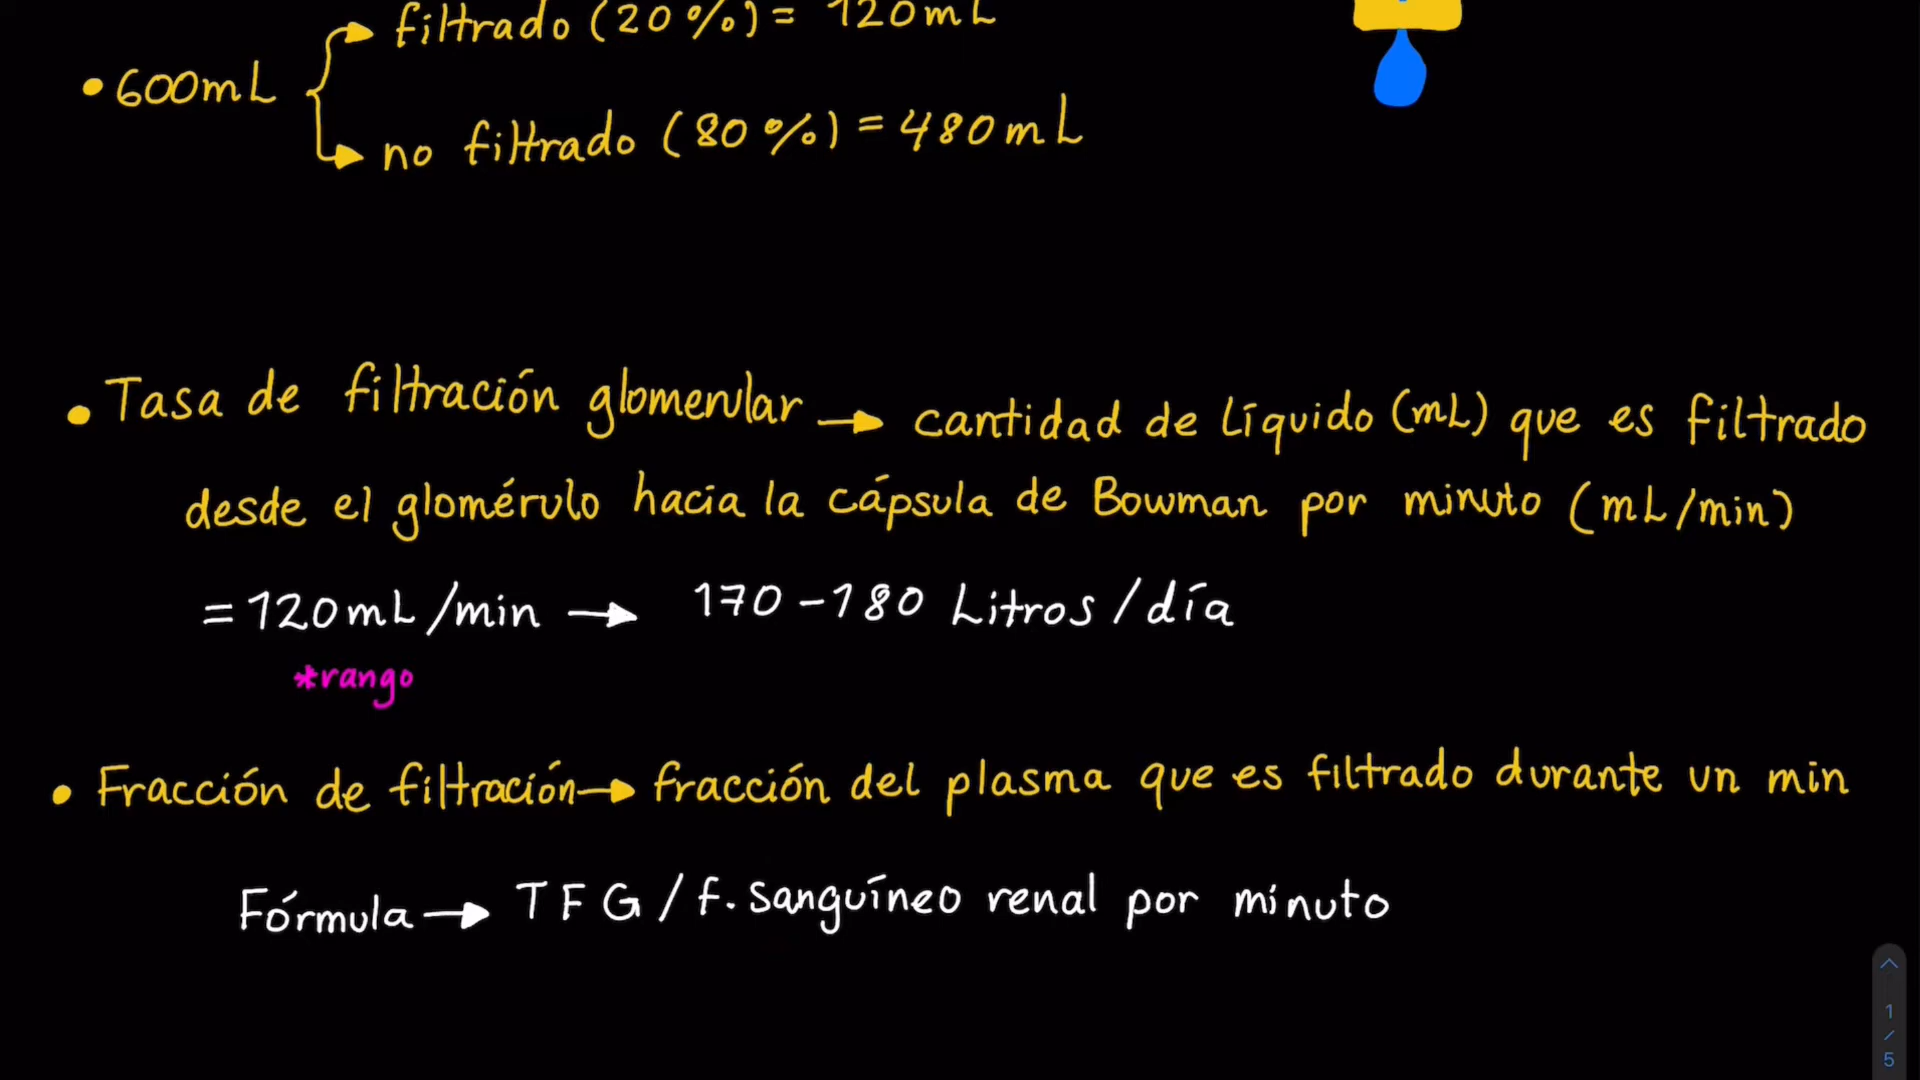 filtrado (20%) = 120mL
• 600mL
no filtrado (80%) = 480mL
• Tasa de filtración glomerular → cantidad de líquido (mL) que es filtrado
desde el glomérulo hacia la cápsula de Bowman por minuto (mL/min)
= 120mL/min → 170-180 Litros/día
*rango
• Fracción de filtración → fracción del plasma que es filtrado durante un min
Fórmula → TFG / f. sanguíneo renal por minuto
1
/
5